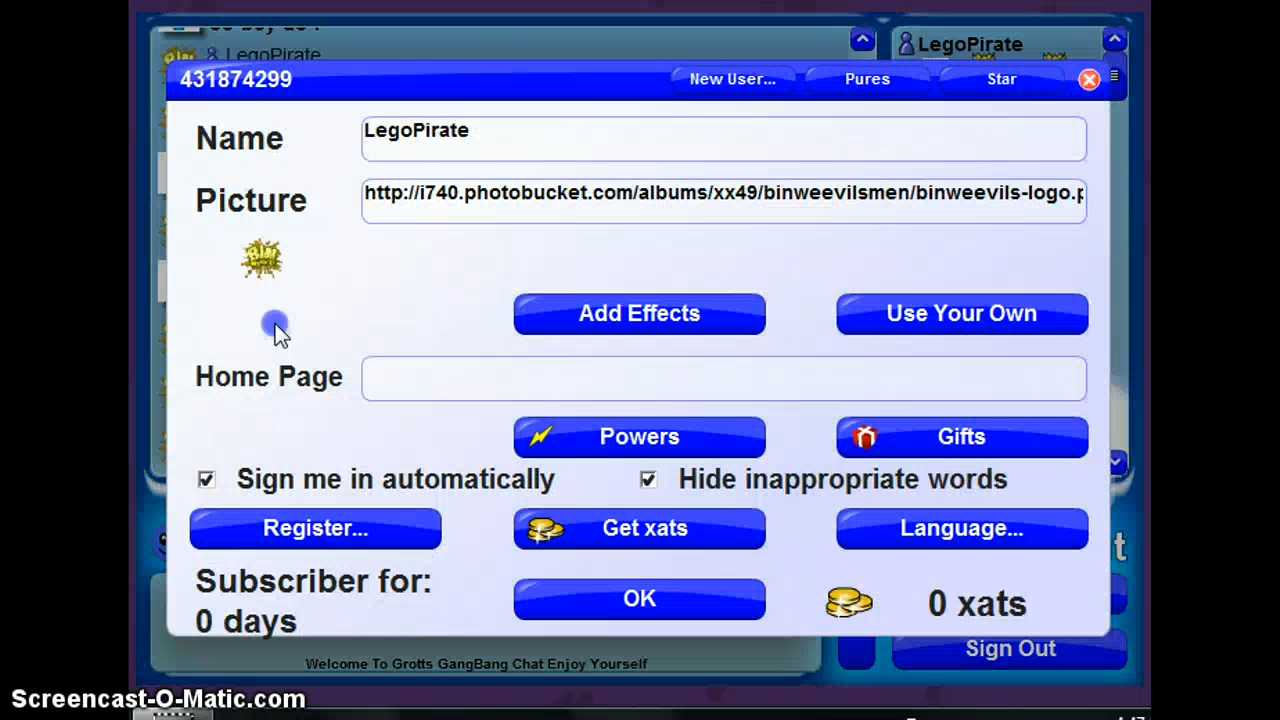 LegoPirate
LegoPirate
431874299
New User...
Pures
Star
Name
LegoPirate
Picture
http://i740.photobucket.com/albums/xx49/binweevilsmen/binweevils-logo.p
Add Effects
Use Your Own
Home Page
Powers
Gifts
Sign me in automatically
Hide inappropriate words
Register...
Get xats
Language...
Subscriber for:
0 days
OK
0 xats
Sign Out
Welcome To Grotts GangBang Chat Enjoy Yourself
Screencast-O-Matic.com